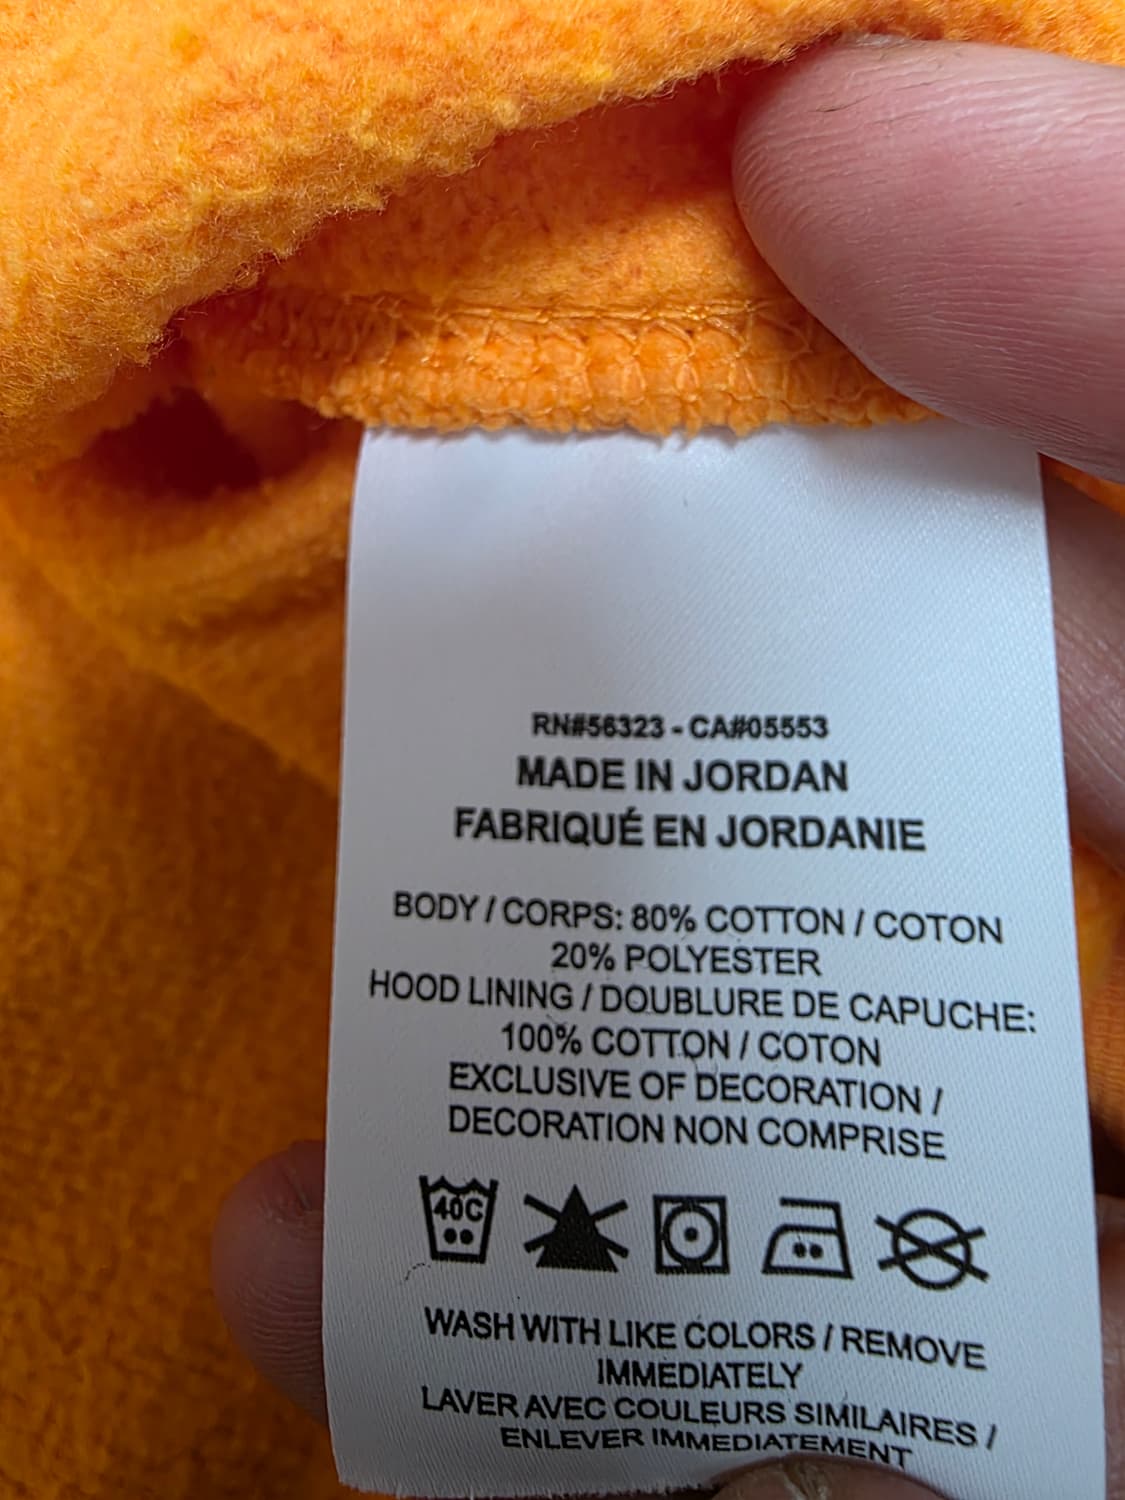 RN#56323 - CA#05553
MADE IN JORDAN
FABRIQUÉ EN JORDANIE
BODY / CORPS: 80% COTTON / COTON
20% POLYESTER
HOOD LINING / DOUBLURE DE CAPUCHE:
100% COTTON / COTON
EXCLUSIVE OF DECORATION /
DECORATION NON COMPRISE
40C
WASH WITH LIKE COLORS / REMOVE
IMMEDIATELY
LAVER AVEC COULEURS SIMILAIRES /
ENLEVER IMMEDIATEMENT